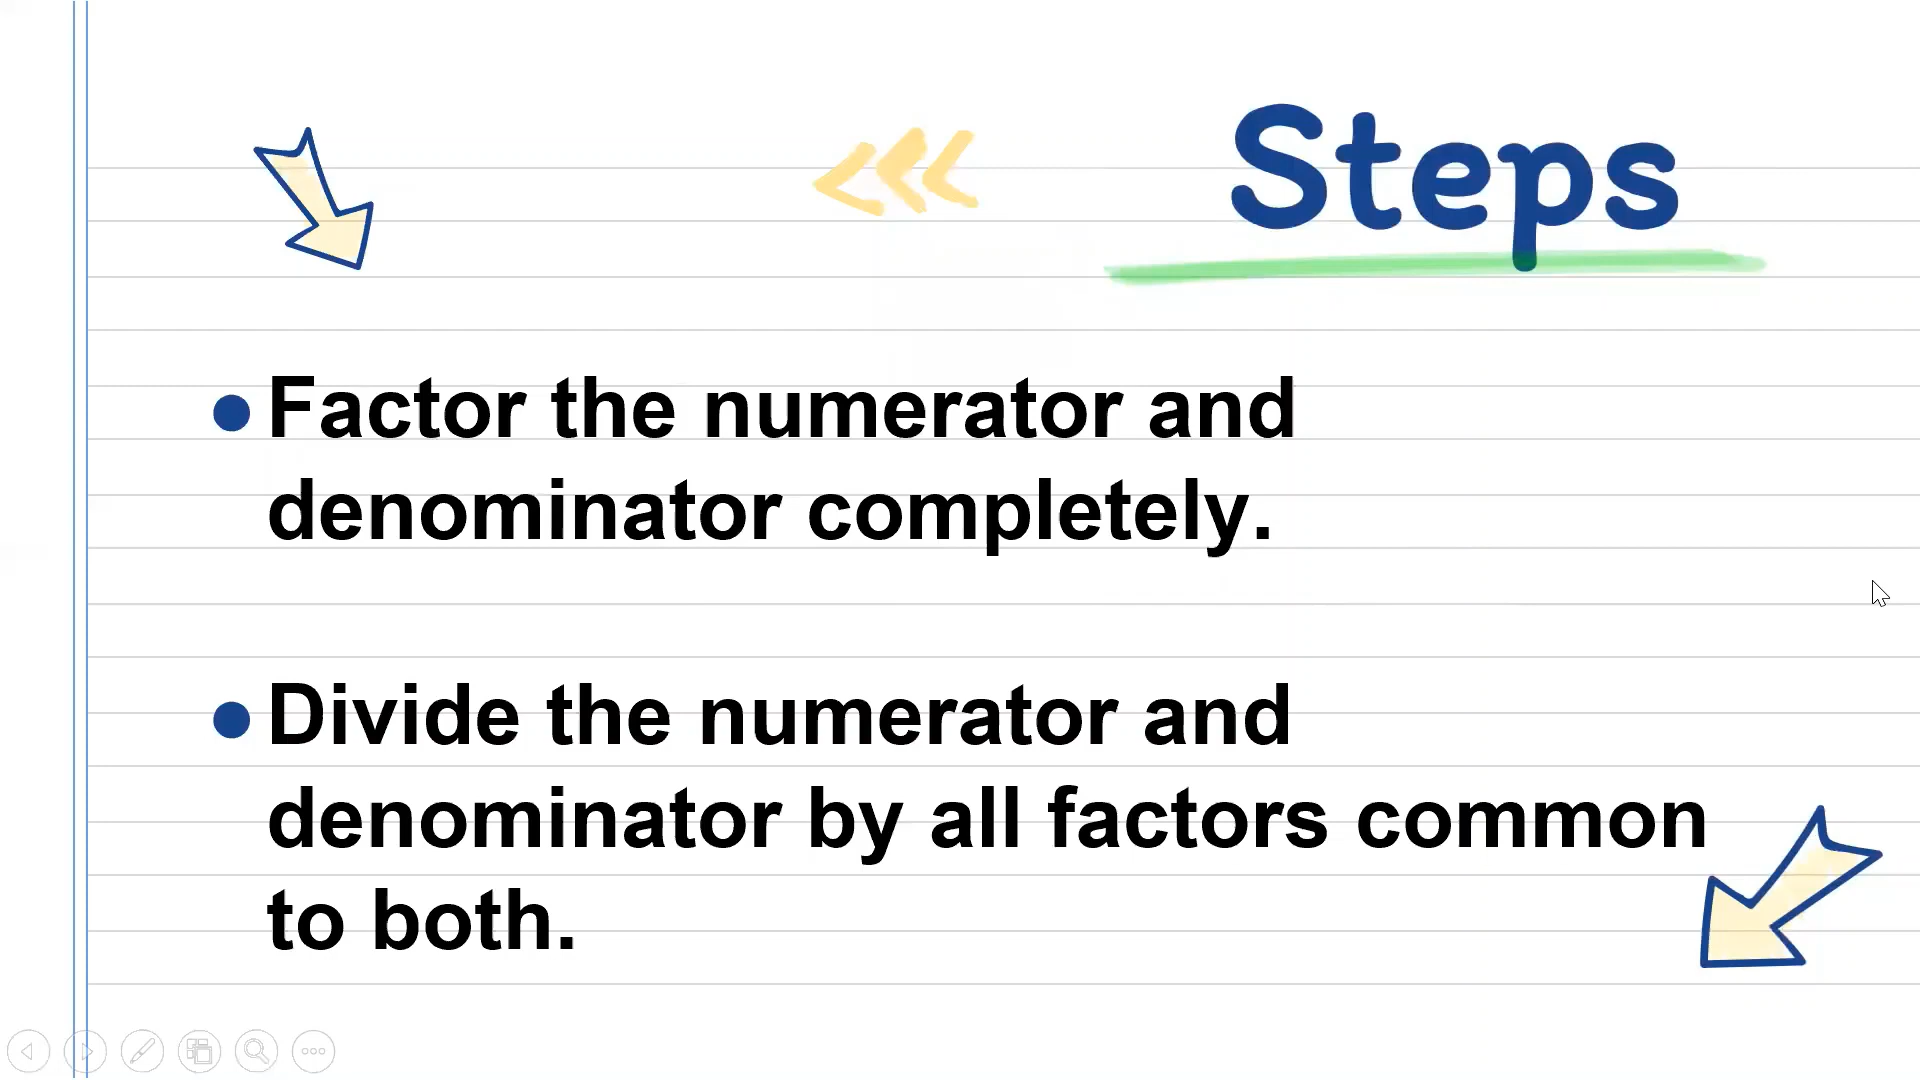 Steps
● Factor the numerator and
denominator completely.
● Divide the numerator and
denominator by all factors common
to both.